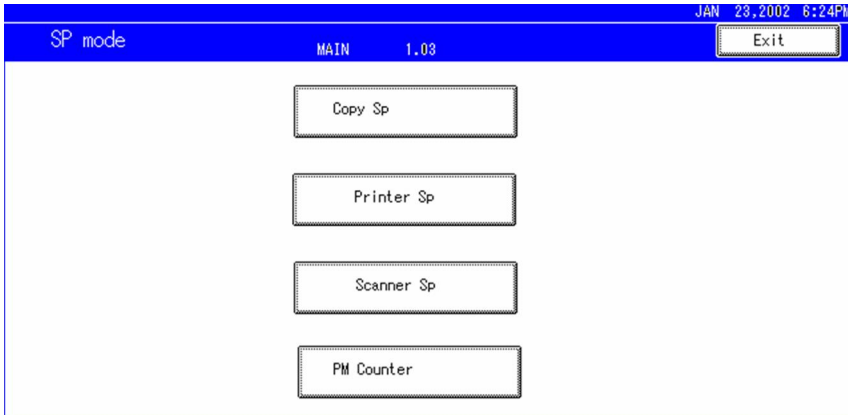 JAN 23,2002 6:24PM
SP mode MAIN 1.03 Exit
Copy Sp
Printer Sp
Scanner Sp
PM Counter